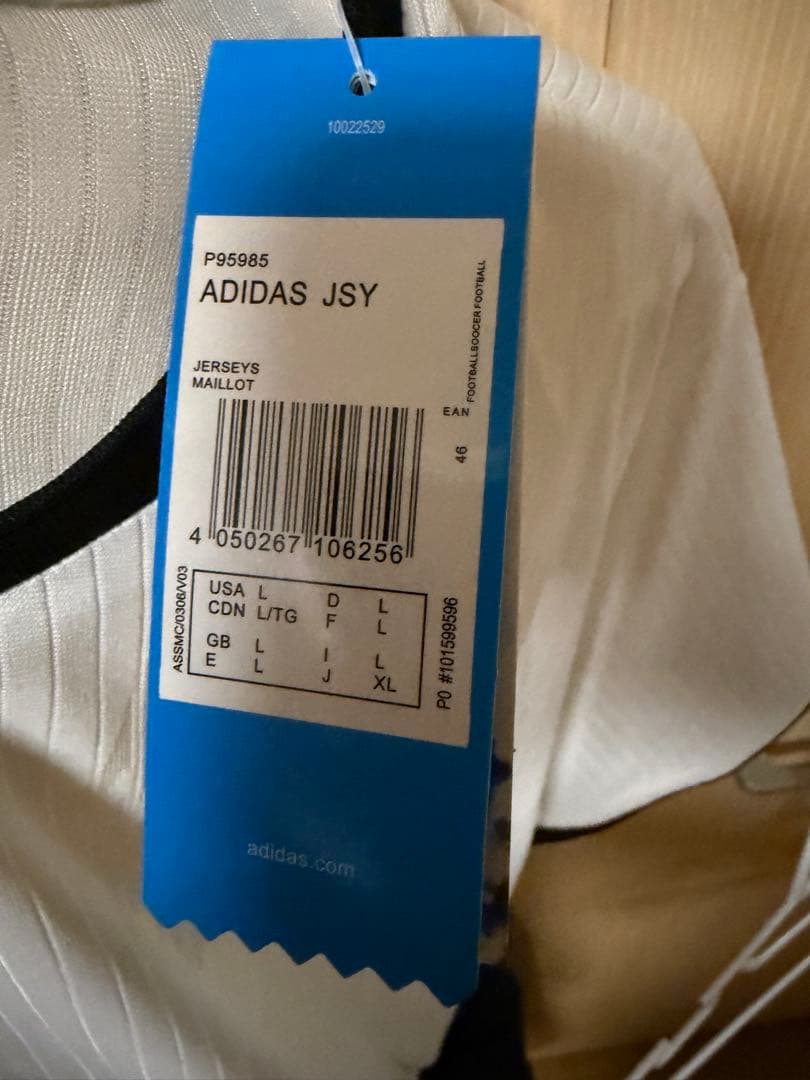 10022529
P95985
ADIDAS JSY
FOOTBALLSOCCER FOOTBALL
JERSEYS
MAILLOT
EAN
46
4 050267 106256
ASSMC/0306/V03
USA L D L
CDN L/TG F L
GB L I L
E L J XL
PO #101599596
adidas.com